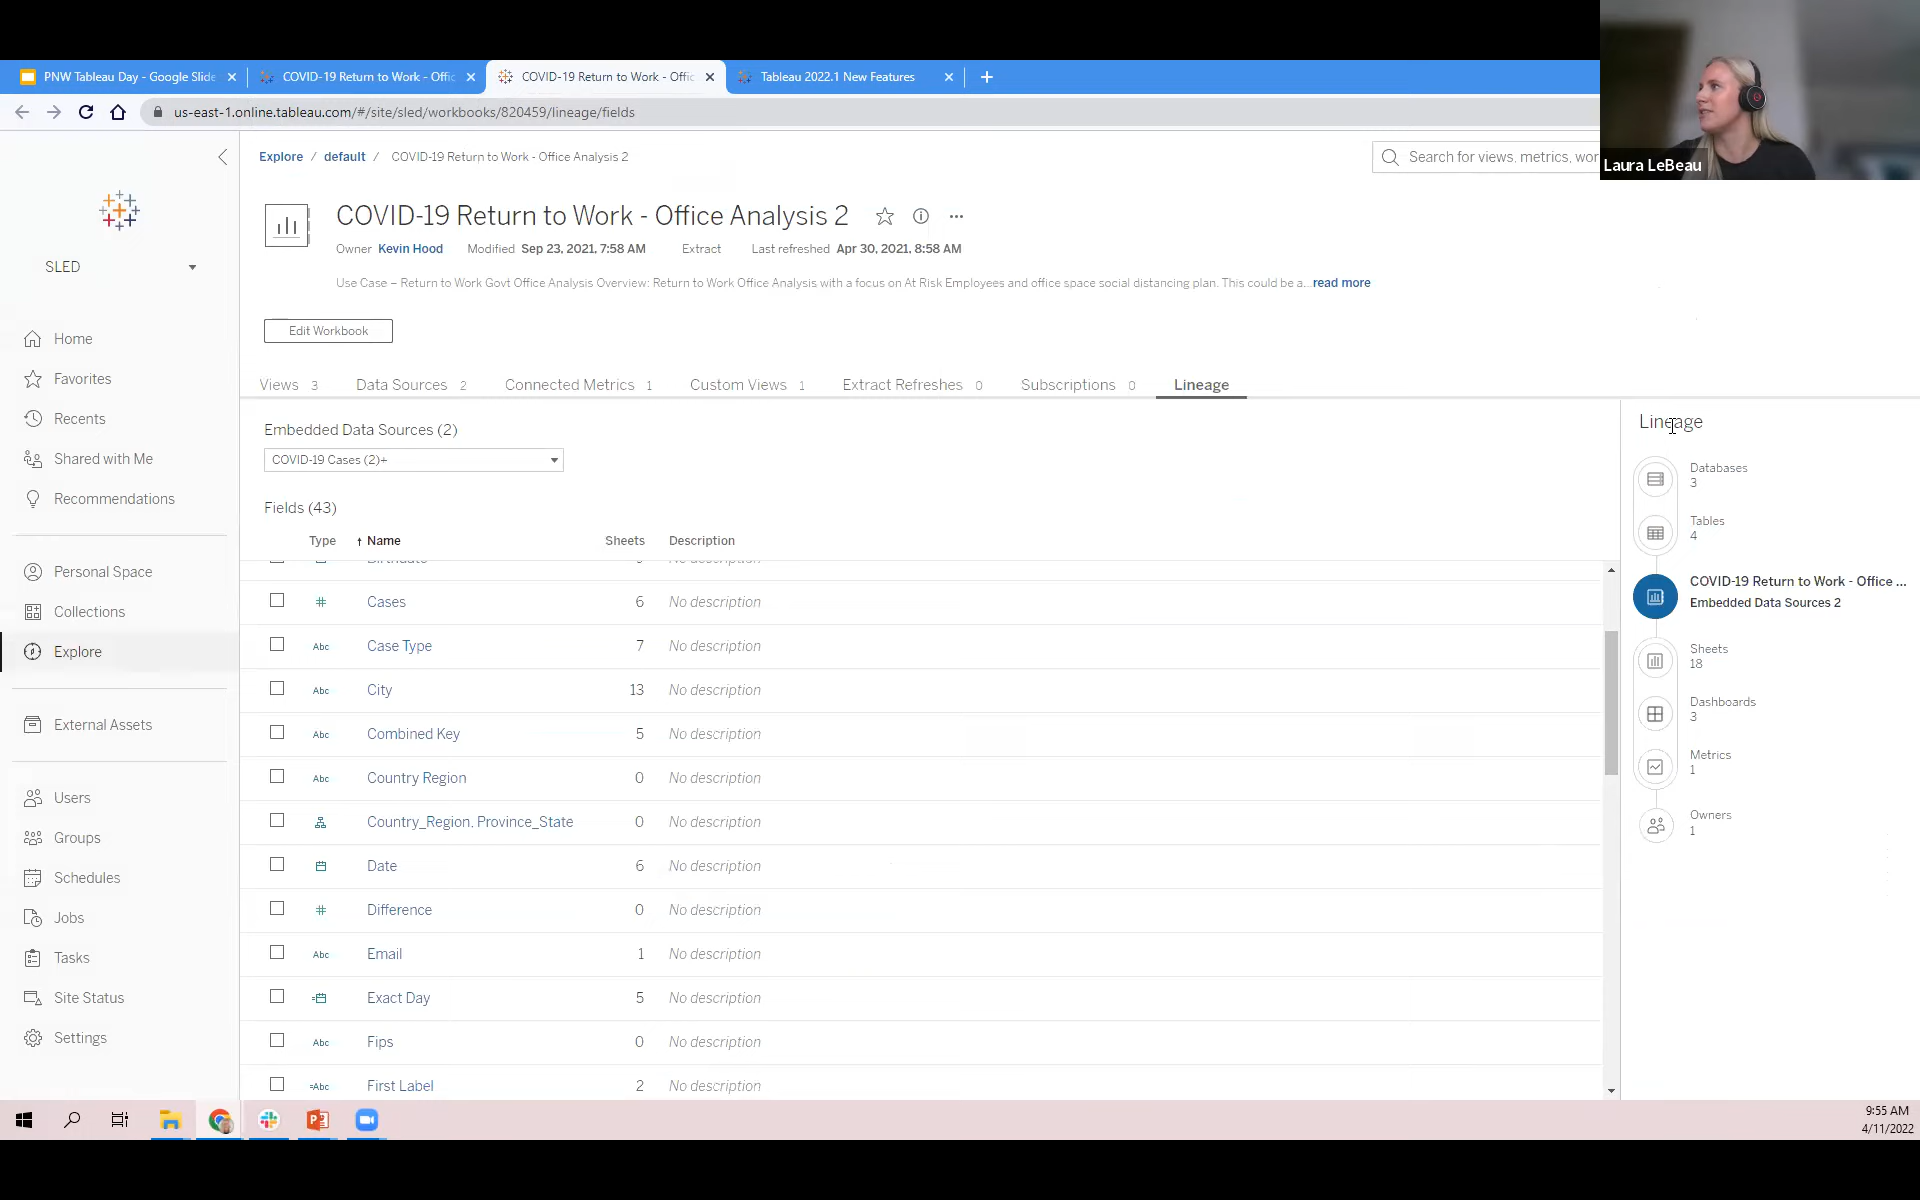 PNW Tableau Day - Google Slide
COVID-19 Return to Work - Offic
COVID-19 Return to Work - Offic
Tableau 2022.1 New Features
us-east-1.online.tableau.com/#/site/sled/workbooks/820459/lineage/fields
Laura LeBeau
Explore / default / COVID-19 Return to Work - Office Analysis 2
Search for views, metrics, wor
COVID-19 Return to Work - Office Analysis 2
Owner Kevin Hood Modified Sep 23, 2021, 7:58 AM Extract Last refreshed Apr 30, 2021, 8:58 AM
Use Case – Return to Work Govt Office Analysis Overview: Return to Work Office Analysis with a focus on At Risk Employees and office space social distancing plan. This could be a... read more
Edit Workbook
SLED
Home
Favorites
Recents
Shared with Me
Recommendations
Personal Space
Collections
Explore
External Assets
Users
Groups
Schedules
Jobs
Tasks
Site Status
Settings
Views 3 Data Sources 2 Connected Metrics 1 Custom Views 1 Extract Refreshes 0 Subscriptions 0 Lineage
Embedded Data Sources (2)
COVID-19 Cases (2)+
Fields (43)
Type ↑ Name Sheets Description
# Cases 6 No description
Abc Case Type 7 No description
Abc City 13 No description
Abc Combined Key 5 No description
Abc Country Region 0 No description
Country_Region, Province_State 0 No description
Date 6 No description
# Difference 0 No description
Abc Email 1 No description
Exact Day 5 No description
Abc Fips 0 No description
=Abc First Label 2 No description
Lineage
Databases
3
Tables
4
COVID-19 Return to Work - Office ...
Embedded Data Sources 2
Sheets
18
Dashboards
3
Metrics
1
Owners
1
9:55 AM
4/11/2022